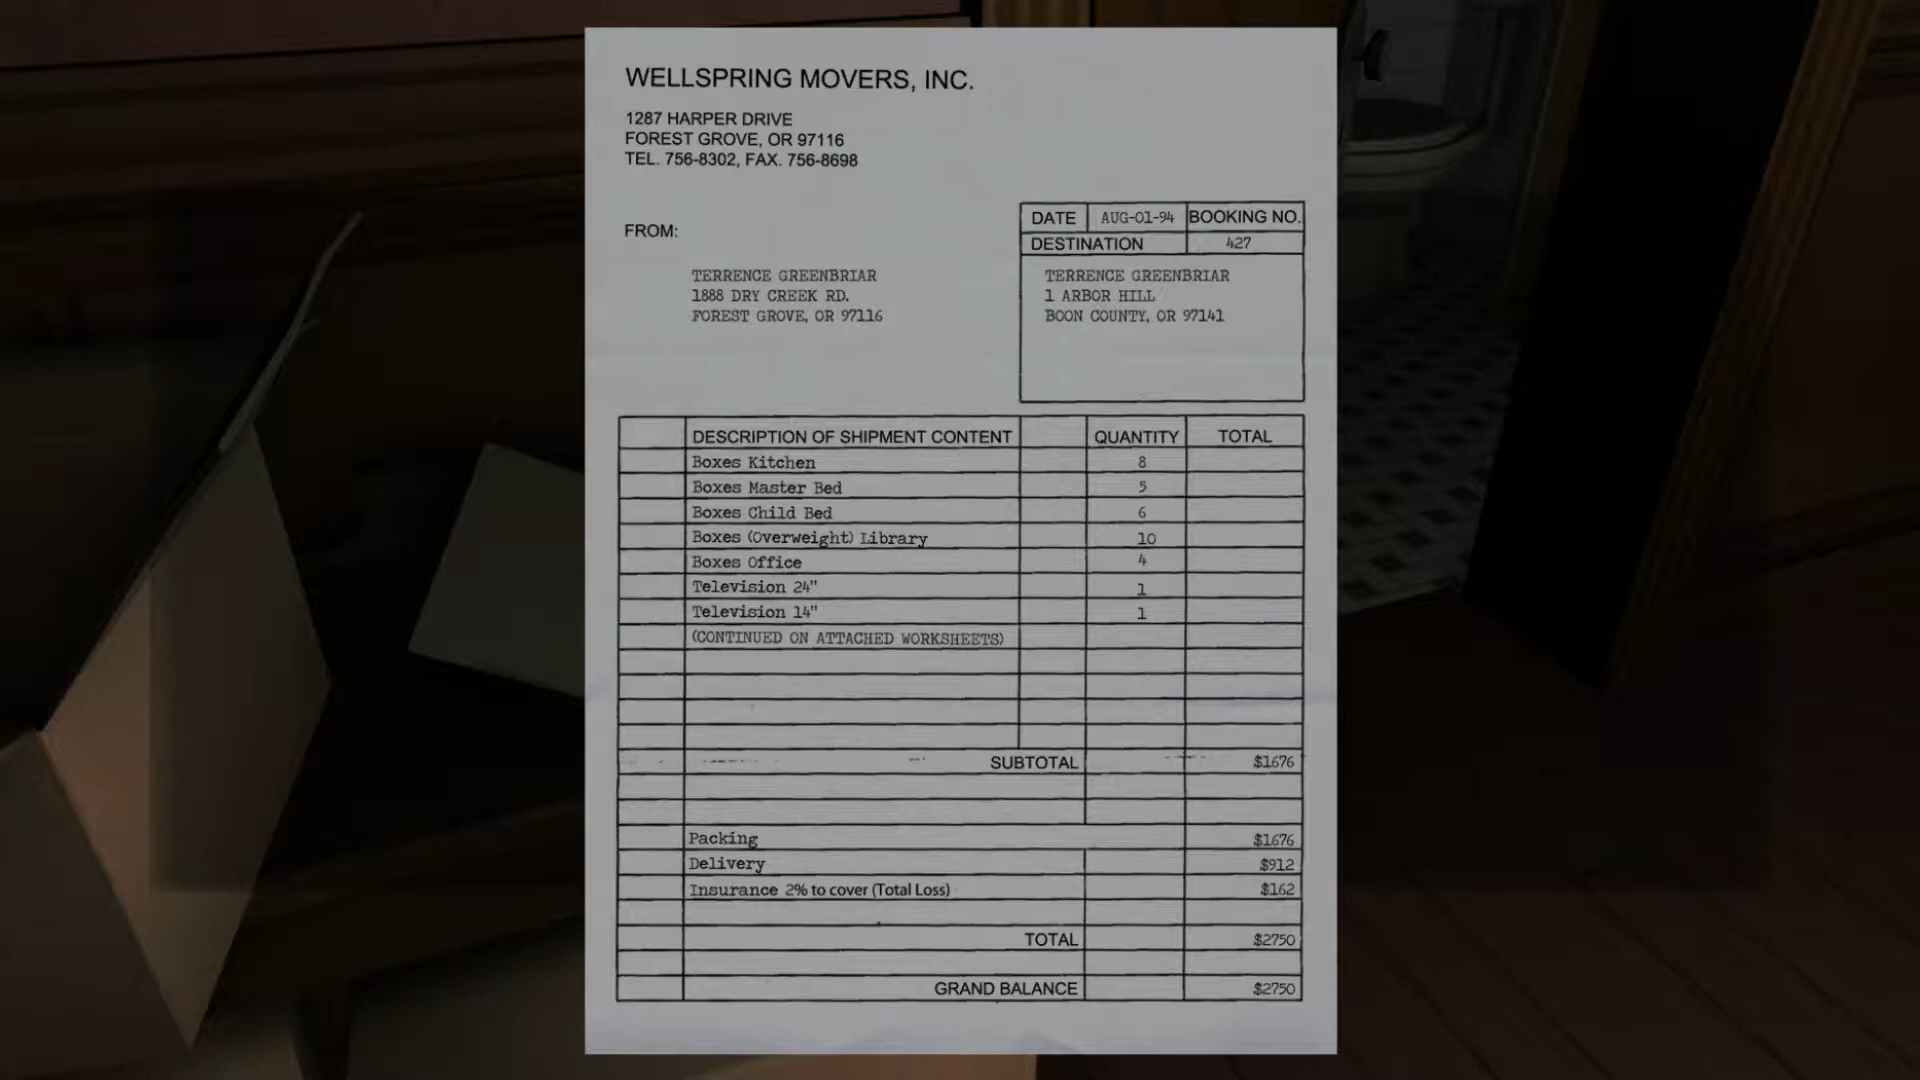 WELLSPRING MOVERS, INC.
1287 HARPER DRIVE
FOREST GROVE, OR 97116
TEL. 756-8302, FAX. 756-8698
DATE AUG-01-94 BOOKING NO.
DESTINATION 427
FROM:
TERRENCE GREENBRIAR
1888 DRY CREEK RD.
FOREST GROVE, OR 97116
TERRENCE GREENBRIAR
1 ARBOR HILL
BOON COUNTY, OR 97141
DESCRIPTION OF SHIPMENT CONTENT QUANTITY TOTAL
Boxes Kitchen 8
Boxes Master Bed 5
Boxes Child Bed 6
Boxes (Overweight) Library 10
Boxes Office 4
Television 24" 1
Television 14" 1
(CONTINUED ON ATTACHED WORKSHEETS)
SUBTOTAL $1676
Packing $1676
Delivery $912
Insurance 2% to cover (Total Loss) $162
TOTAL $2750
GRAND BALANCE $2750